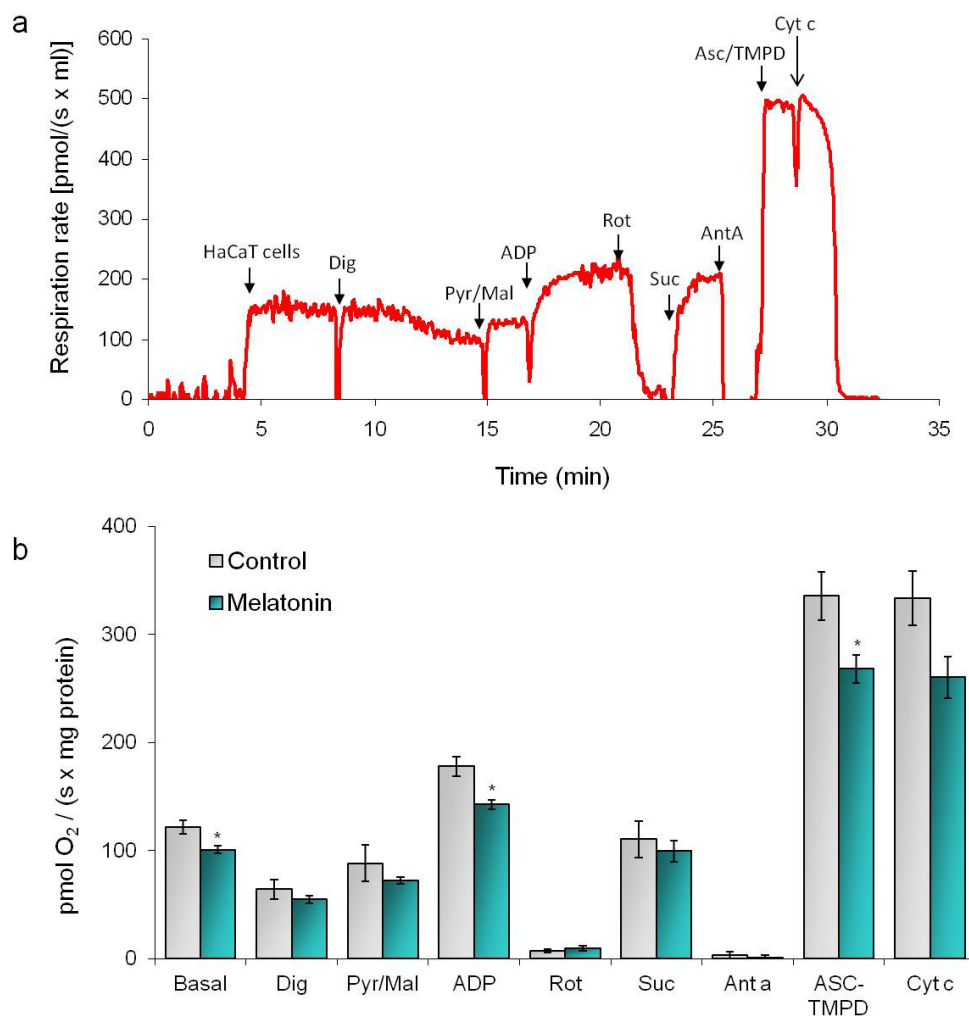 a
Respiration rate [pmol/(s x ml)]
600
500
400
300
200
100
0
HaCaT cells
Dig
Pyr/Mal
ADP
Rot
Suc
AntA
Asc/TMPD
Cyt c
0 5 10 15 20 25 30 35
Time (min)
b
pmol O₂ / (s x mg protein)
400
300
200
100
0
Control
Melatonin
*
*
*
Basal Dig Pyr/Mal ADP Rot Suc Ant a ASC- Cyt c
TMPD